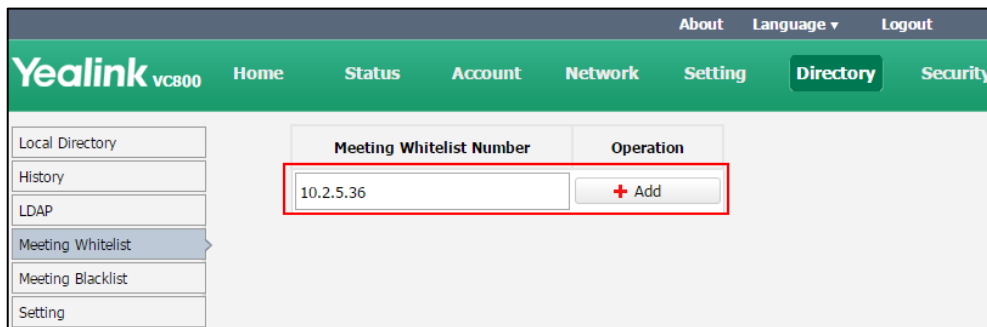 About Language ▾ Logout
Yealink VC800 Home Status Account Network Setting Directory Security
Local Directory
Meeting Whitelist Number Operation
History
10.2.5.36 + Add
LDAP
Meeting Whitelist
Meeting Blacklist
Setting